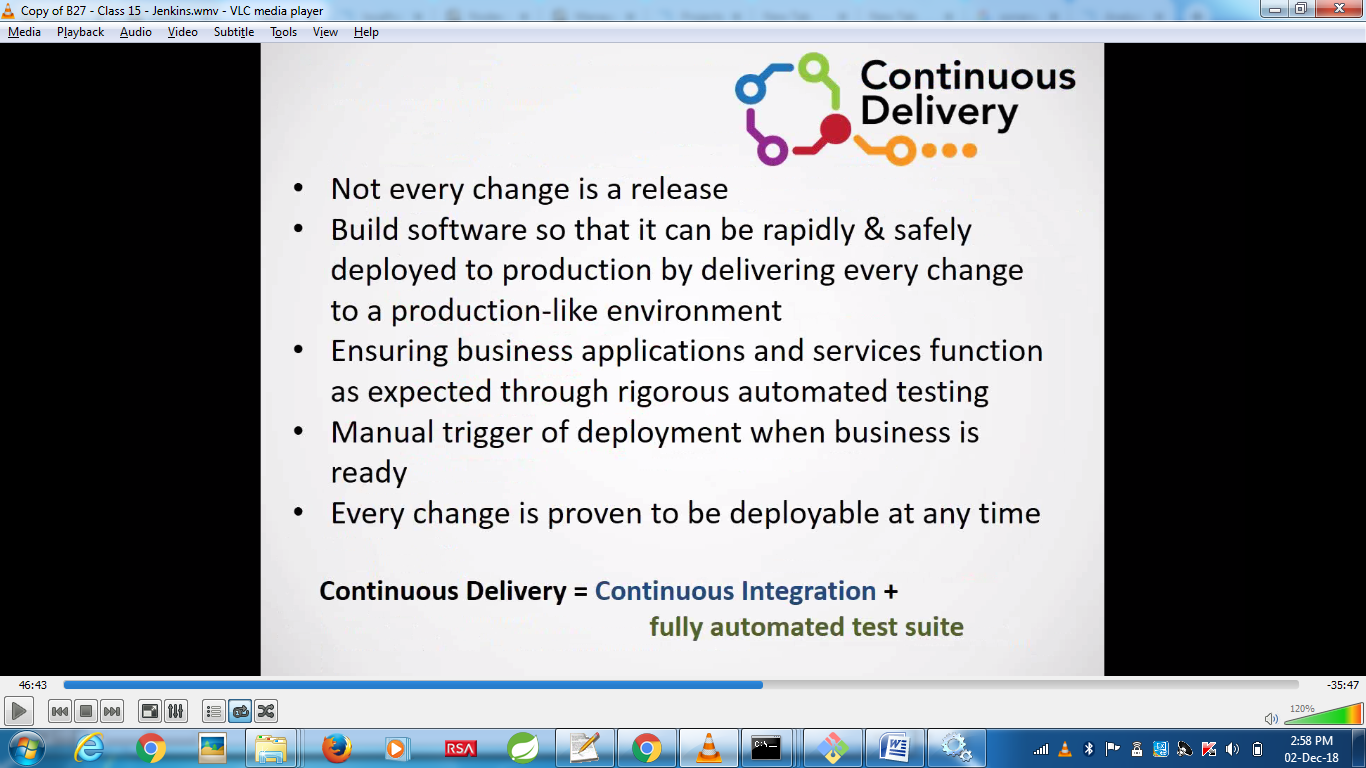 Copy of B27 - Class 15 - Jenkins.wmv - VLC media player
Media Playback Audio Video Subtitle Tools View Help
Continuous
Delivery
• Not every change is a release
• Build software so that it can be rapidly & safely
deployed to production by delivering every change
to a production-like environment
• Ensuring business applications and services function
as expected through rigorous automated testing
• Manual trigger of deployment when business is
ready
• Every change is proven to be deployable at any time
Continuous Delivery = Continuous Integration +
fully automated test suite
46:43
-35:47
120%
RSA
2:58 PM
02-Dec-18